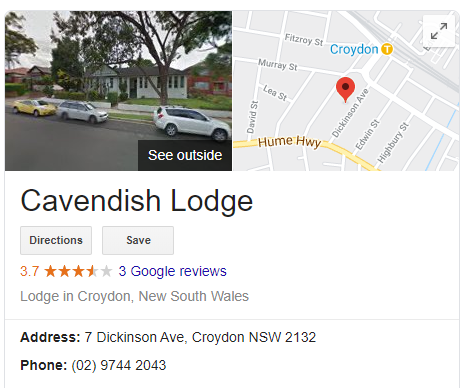 Fitzroy St
Croydon T
Murray St
Lea St
David St
Dickinson Ave
Edwin St
Highbury St
Hume Hwy
See outside
Cavendish Lodge
Directions
Save
3.7 3 Google reviews
Lodge in Croydon, New South Wales
Address: 7 Dickinson Ave, Croydon NSW 2132
Phone: (02) 9744 2043